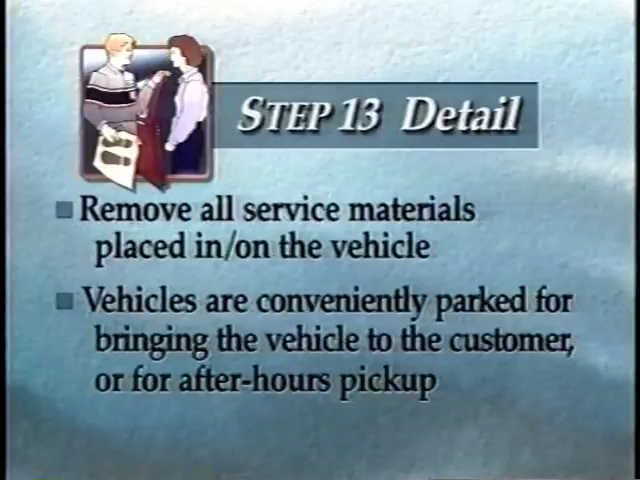 STEP 13 Detail
Remove all service materials
placed in/on the vehicle
Vehicles are conveniently parked for
bringing the vehicle to the customer,
or for after-hours pickup